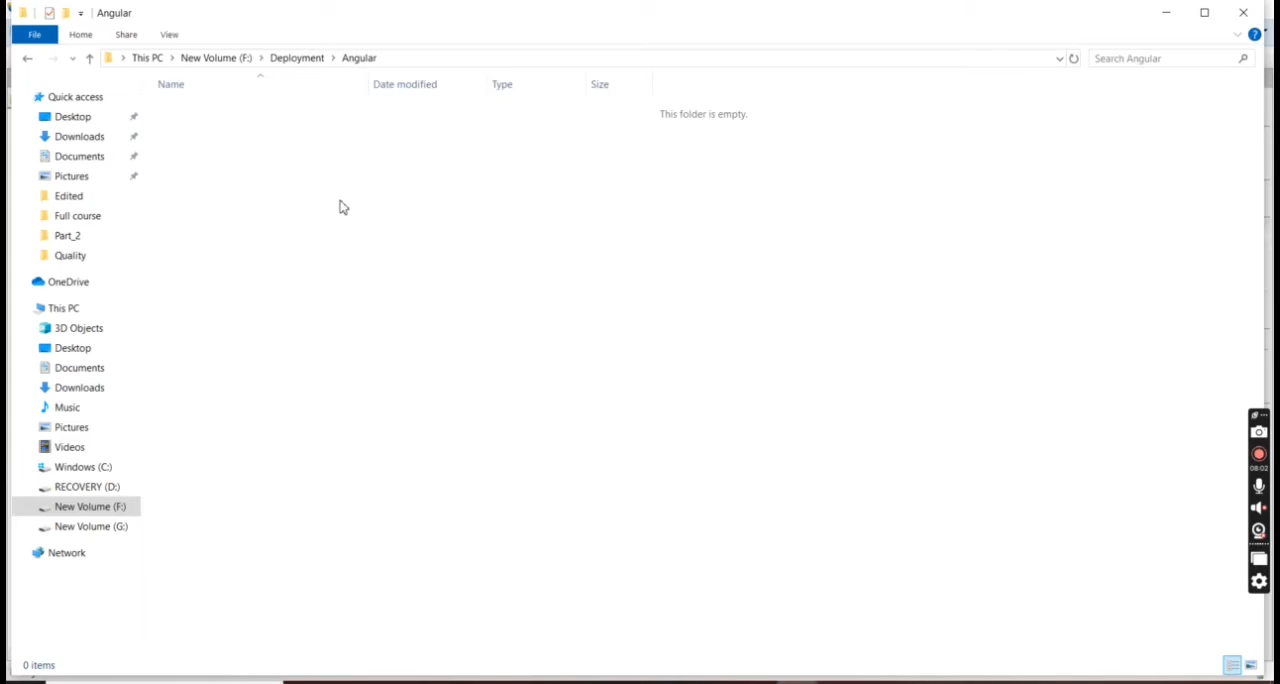 Angular
File Home Share View
This PC New Volume (F:) Deployment Angular
Search Angular
Name Date modified Type Size
This folder is empty.
Quick access
Desktop
Downloads
Documents
Pictures
Edited
Full course
Part_2
Quality
OneDrive
This PC
3D Objects
Desktop
Documents
Downloads
Music
Pictures
Videos
Windows (C:)
RECOVERY (D:)
New Volume (F:)
New Volume (G:)
Network
08:02
0 items